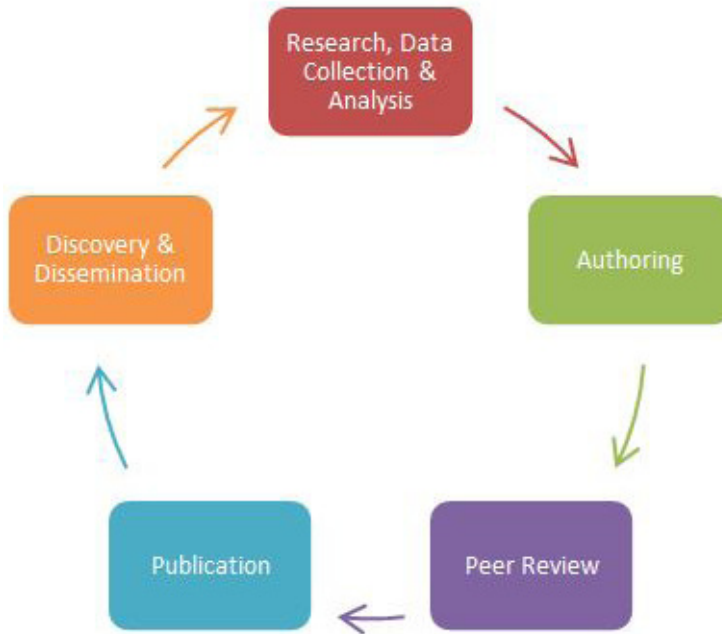 Research, Data
Collection &
Analysis
Authoring
Peer Review
Publication
Discovery &
Dissemination